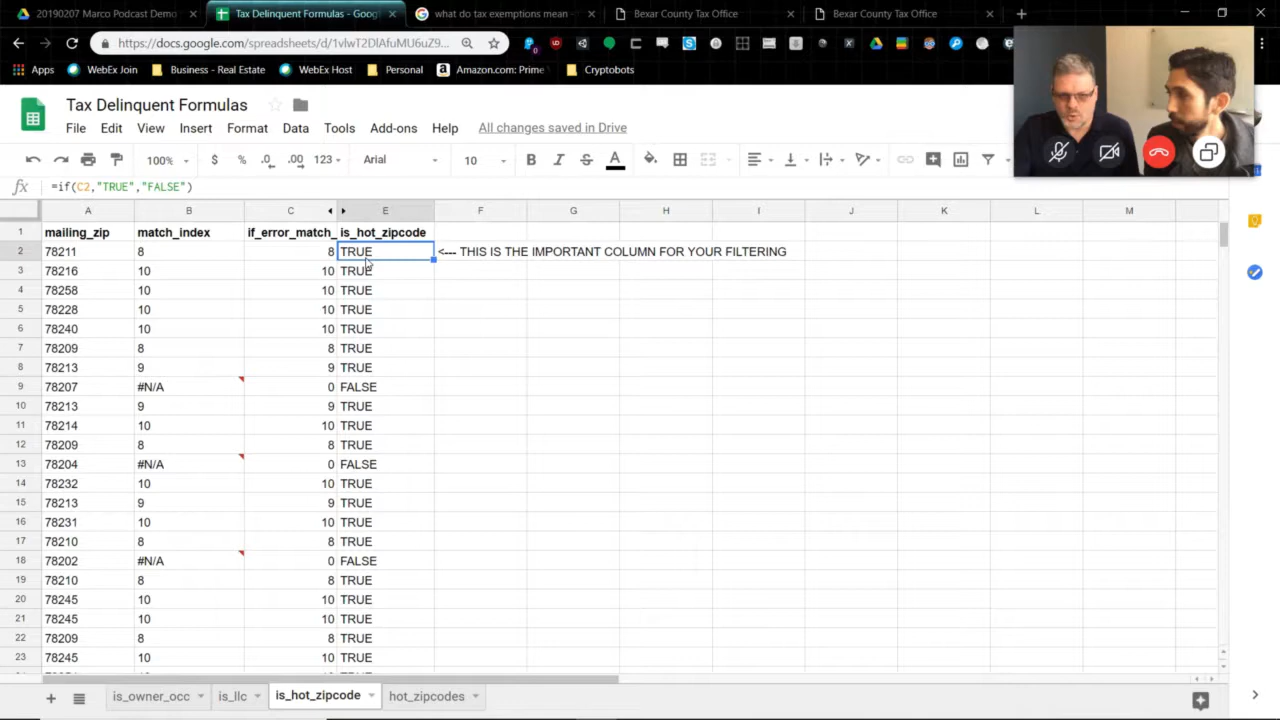 20190207 Marco Podcast Demo
Tax Delinquent Formulas - Goog
what do tax exemptions mean -
Bexar County Tax Office
Bexar County Tax Office
Apps
WebEx Join
Business - Real Estate
WebEx Host
Personal
Amazon.com: Prime
Cryptobots
Tax Delinquent Formulas
File Edit View Insert Format Data Tools Add-ons Help All changes saved in Drive
100% $ % .0 .00 123 Arial 10 B I S A
fx =if(C2,"TRUE","FALSE")
A B C E F G H I J K L M
1 mailing_zip match_index if_error_match_ is_hot_zipcode
2 78211 8 8 TRUE <--- THIS IS THE IMPORTANT COLUMN FOR YOUR FILTERING
3 78216 10 10 TRUE
4 78258 10 10 TRUE
5 78228 10 10 TRUE
6 78240 10 10 TRUE
7 78209 8 8 TRUE
8 78213 9 9 TRUE
9 78207 #N/A 0 FALSE
10 78213 9 9 TRUE
11 78214 10 10 TRUE
12 78209 8 8 TRUE
13 78204 #N/A 0 FALSE
14 78232 10 10 TRUE
15 78213 9 9 TRUE
16 78231 10 10 TRUE
17 78210 8 8 TRUE
18 78202 #N/A 0 FALSE
19 78210 8 8 TRUE
20 78245 10 10 TRUE
21 78245 10 10 TRUE
22 78209 8 8 TRUE
23 78245 10 10 TRUE
is_owner_occ is_llc is_hot_zipcode hot_zipcodes